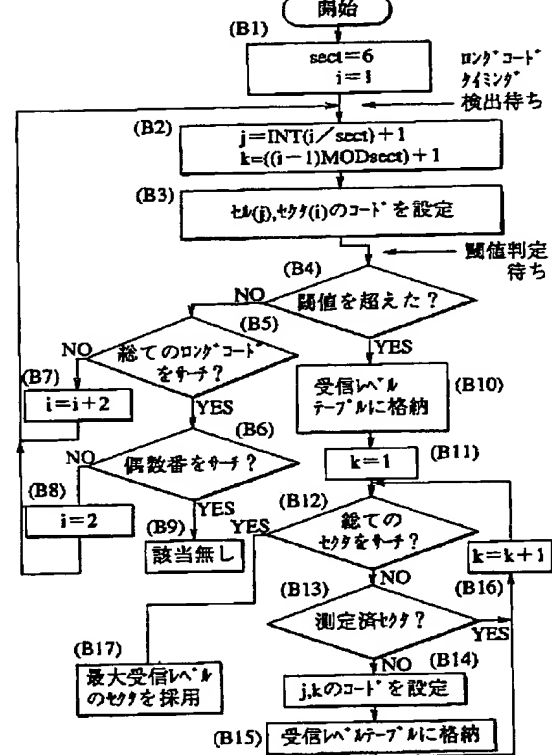 開始
(B1)
sect=6
i=1
ロングコード
タイミング
検出待ち
(B2)
j=INT(i/sect)+1
k=((i-1)MODsect)+1
(B3)
セル(j),セクタ(i)のコードを設定
閾値判定
待ち
(B4)
閾値を超えた?
NO
YES
(B5)
総てのロングコード
をサーチ?
NO
YES
(B7)
i=i+2
(B6)
偶数番をサーチ?
NO
YES
(B8)
i=2
(B9)
該当無し
(B10)
受信レベル
テーブルに格納
(B11)
k=1
(B12)
総ての
セクタをサーチ?
YES
NO
(B16)
k=k+1
(B13)
測定済セクタ?
YES
NO
(B17)
最大受信レベル
のセクタを採用
(B14)
j,kのコードを設定
(B15)
受信レベルテーブルに格納